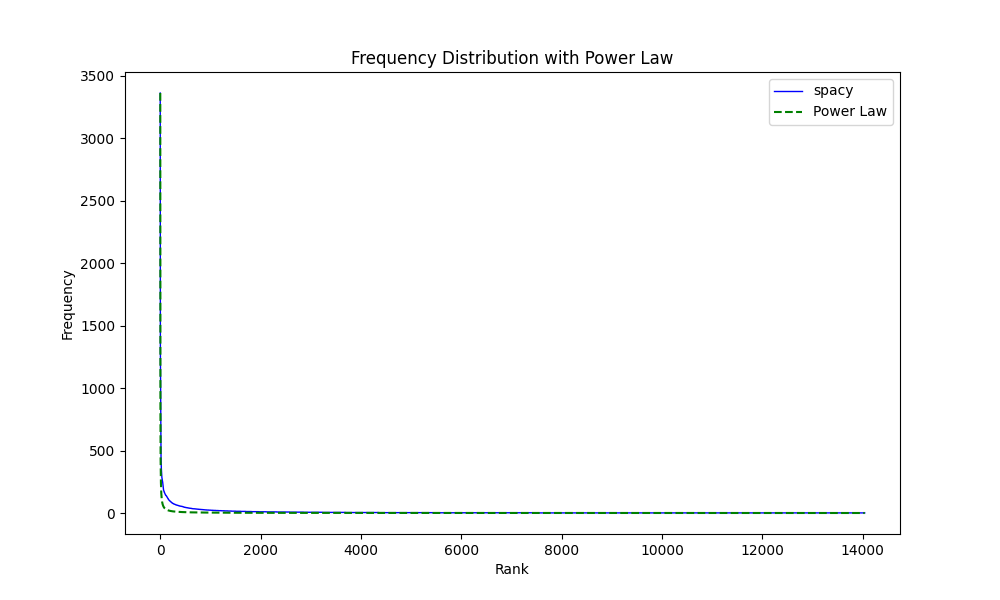 Frequency Distribution with Power Law
3500
3000
2500
2000
1500
1000
500
0
Frequency
spacy
Power Law
0 2000 4000 6000 8000 10000 12000 14000
Rank